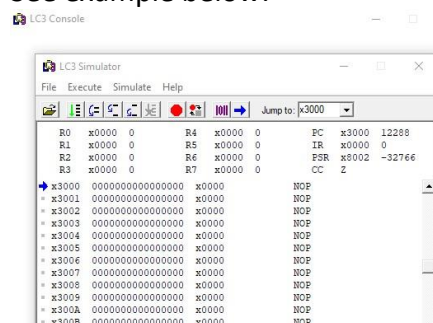 see example below:
LC3 Console
LC3 Simulator
File Execute Simulate Help
Jump to: x3000
R0 x0000 0 R4 x0000 0 PC x3000 12288
R1 x0000 0 R5 x0000 0 IR x0000 0
R2 x0000 0 R6 x0000 0 PSR x8002 -32766
R3 x0000 0 R7 x0000 0 CC Z
x3000 0000000000000000 x0000 NOP
x3001 0000000000000000 x0000 NOP
x3002 0000000000000000 x0000 NOP
x3003 0000000000000000 x0000 NOP
x3004 0000000000000000 x0000 NOP
x3005 0000000000000000 x0000 NOP
x3006 0000000000000000 x0000 NOP
x3007 0000000000000000 x0000 NOP
x3008 0000000000000000 x0000 NOP
x3009 0000000000000000 x0000 NOP
x300A 0000000000000000 x0000 NOP
x300B 0000000000000000 x0000 NOP